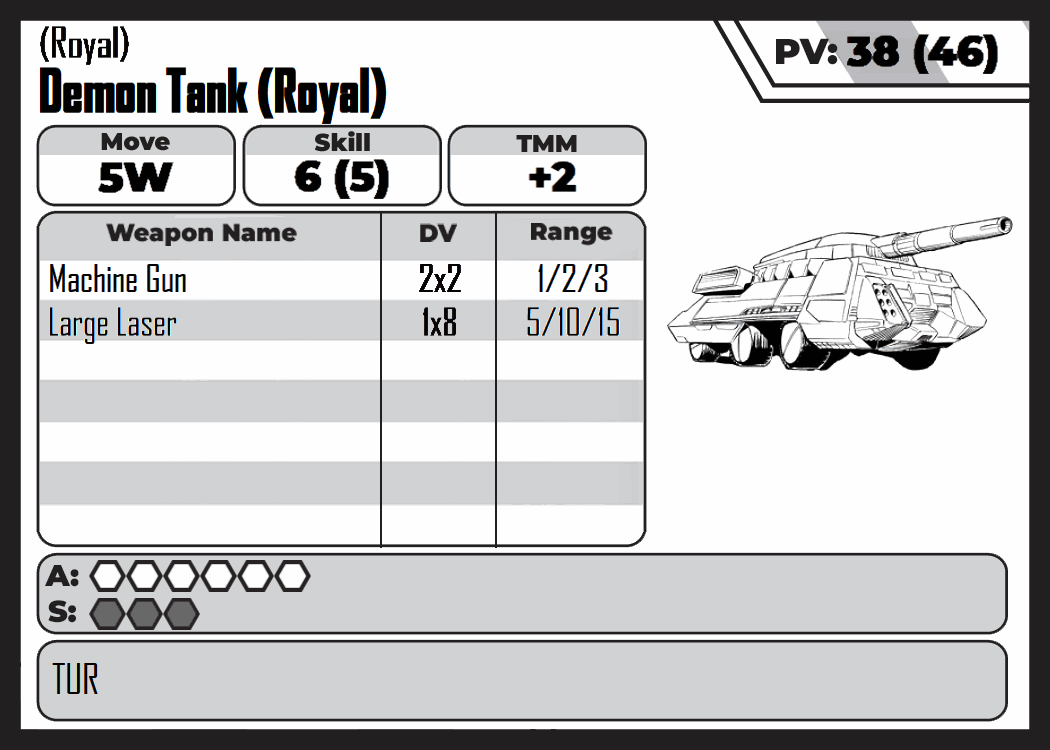 (Royal)
Demon Tank (Royal)
PV: 38 (46)
Move Skill TMM
5W 6 (5) +2
Weapon Name DV Range
Machine Gun 2x2 1/2/3
Large Laser 1x8 5/10/15
A:
S:
TUR